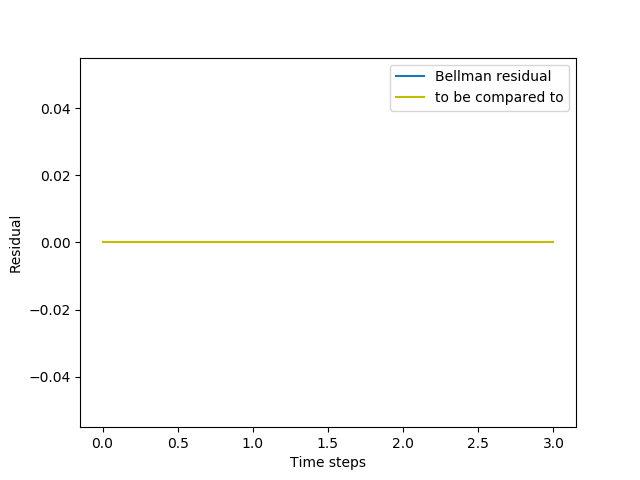 Bellman residual
to be compared to
0.04
0.02
0.00
−0.02
−0.04
Residual
0.0 0.5 1.0 1.5 2.0 2.5 3.0
Time steps